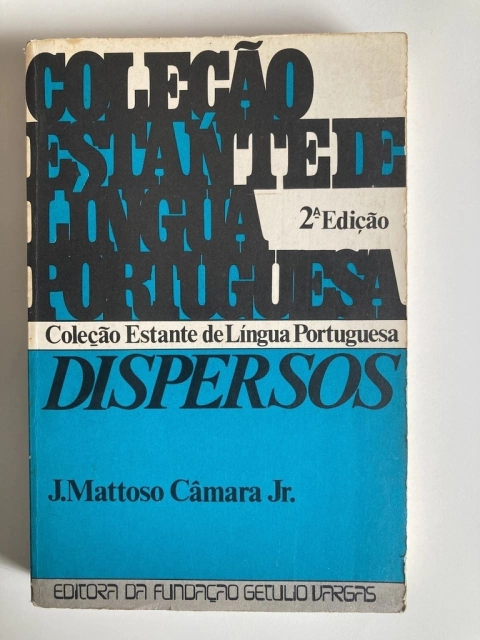 COLEÇÃO
ESTANTE DE
LÍNGUA
2ª Edição
PORTUGUESA
Coleção Estante de Língua Portuguesa
DISPERSOS
J.Mattoso Câmara Jr.
EDITORA DA FUNDAÇÃO GETULIO VARGAS